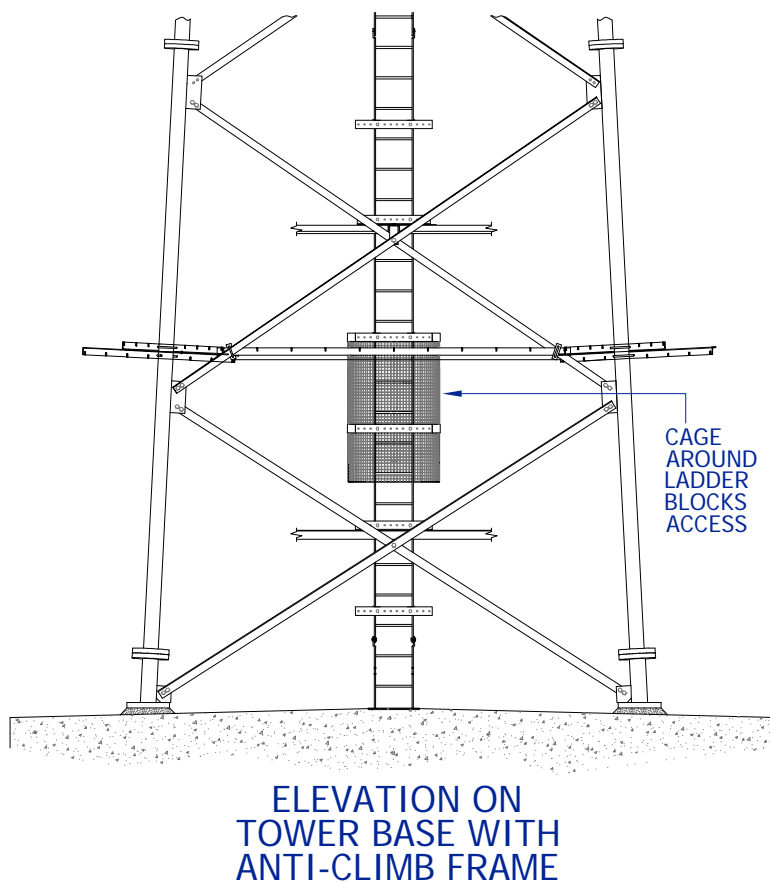 CAGE
AROUND
LADDER
BLOCKS
ACCESS
ELEVATION ON
TOWER BASE WITH
ANTI-CLIMB FRAME